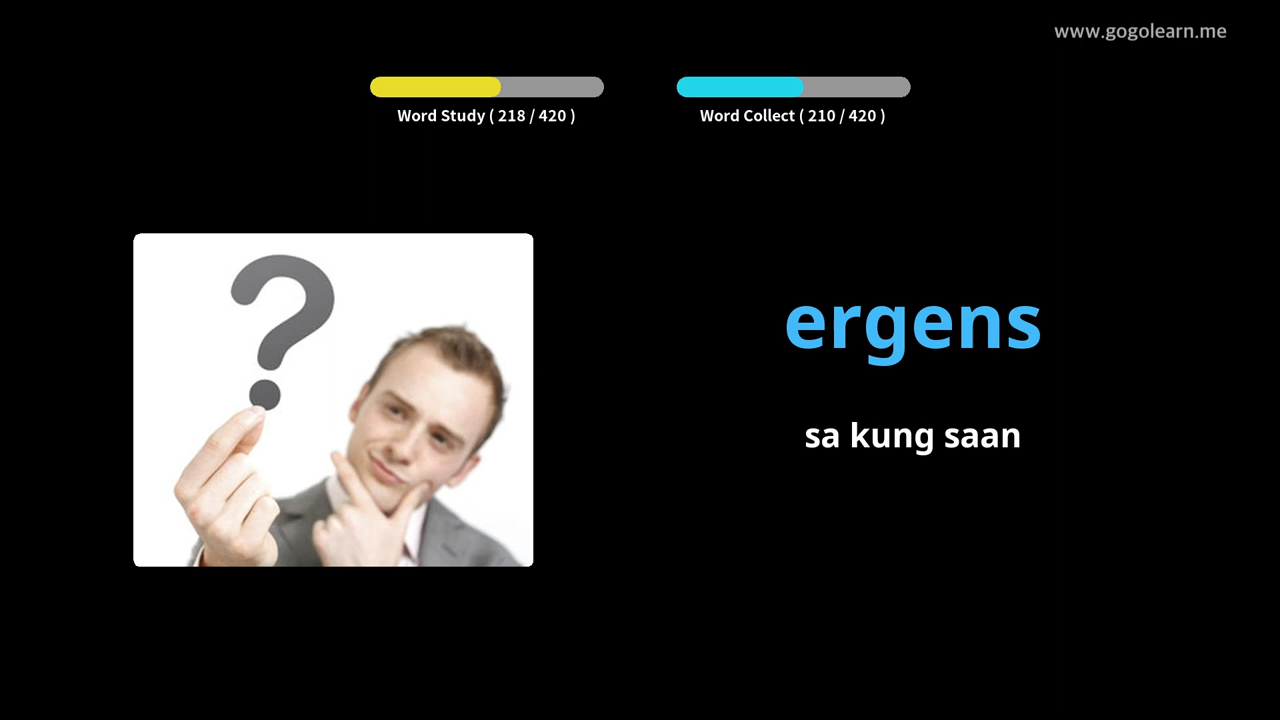 www.gogolearn.me
Word Study ( 218 / 420 )
Word Collect ( 210 / 420 )
?
ergens
sa kung saan